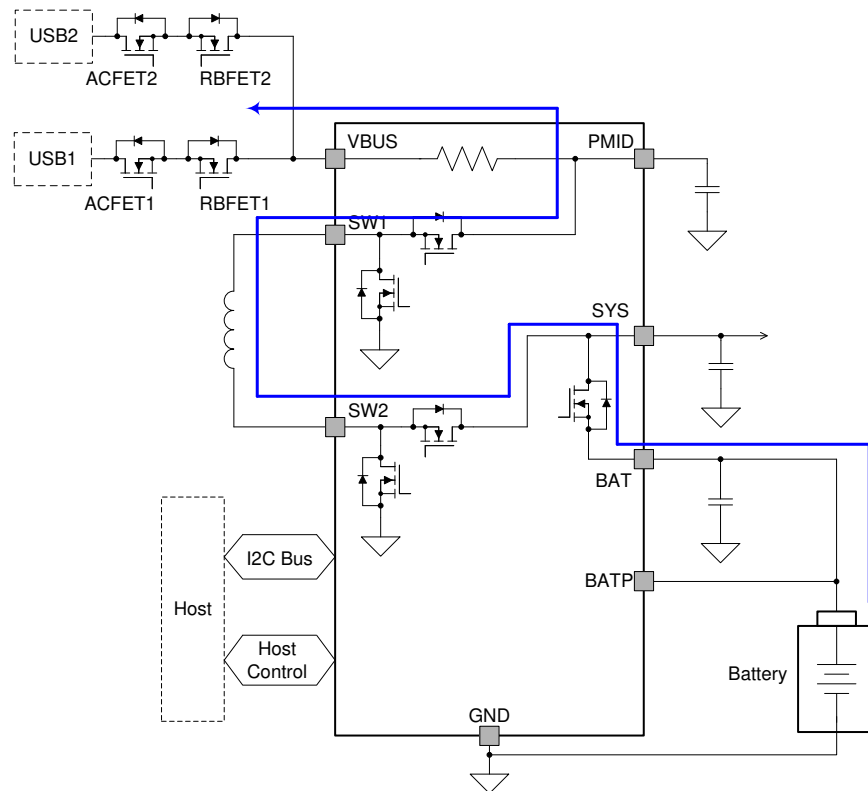 USB2
ACFET2
RBFET2
USB1
ACFET1
RBFET1
VBUS
PMID
SW1
SYS
SW2
BAT
I2C Bus
BATP
Host
Host
Control
Battery
GND